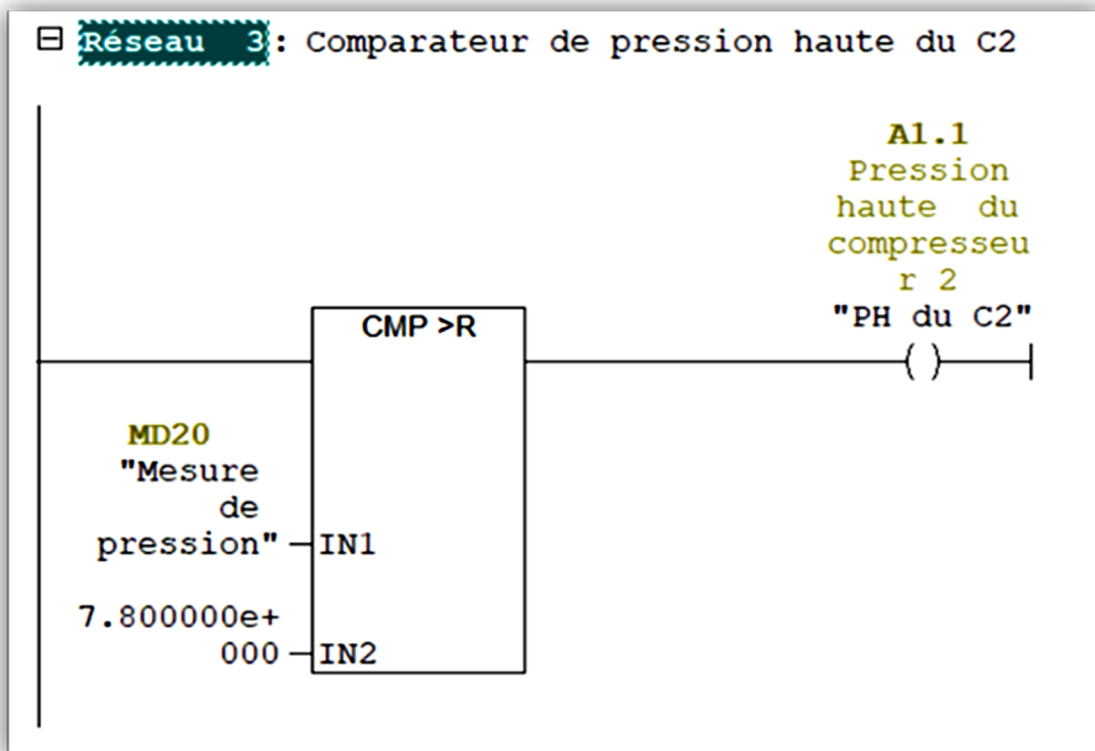 Réseau 3: Comparateur de pression haute du C2
A1.1
Pression
haute du
compresseu
r 2
"PH du C2"
CMP >R
( )
MD20
"Mesure
de
pression"
IN1
7.800000e+
000
IN2